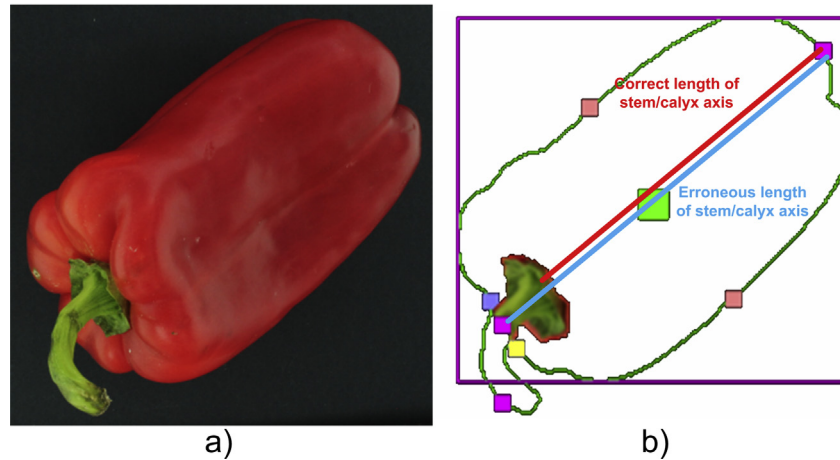 Correct length of
stem/calyx axis
Erroneous length
of stem/calyx axis
a)
b)